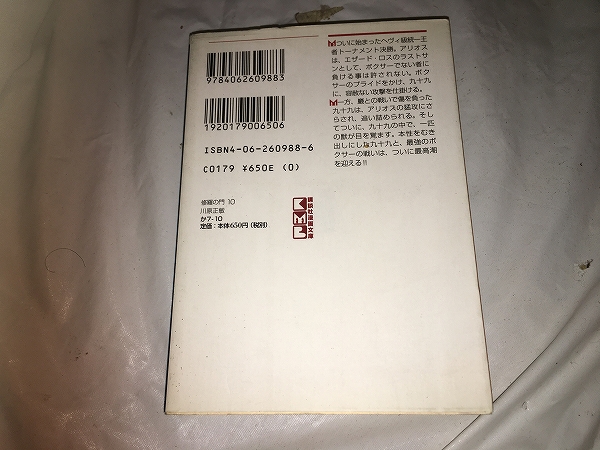 ついに始まったヘヴィ級統一王
者トーナメント決勝。アリオス
は、エザード・ロスのラストサ
ンとして、ボクサーでない者に
負ける事は許されない。ボク
サーのプライドをかけ、九十九
に、容赦ない攻撃を仕掛ける。
一方、厳との戦いで傷を負った
九十九は、アリオスの猛攻にさ
らされ、追い詰められる。そし
てついに、九十九の中で、一匹
の獣が目を覚ます。本性をむき
出しにした九十九と、最強のボ
クサーの戦いは、ついに最高潮
を迎える!!
9784062609883
1920179006506
ISBN4-06-260988-6
C0179 ¥650E (0)
修羅の門 10
川原正敏
か7-10
定価：本体650円（税別）
KMB
講談社漫画文庫